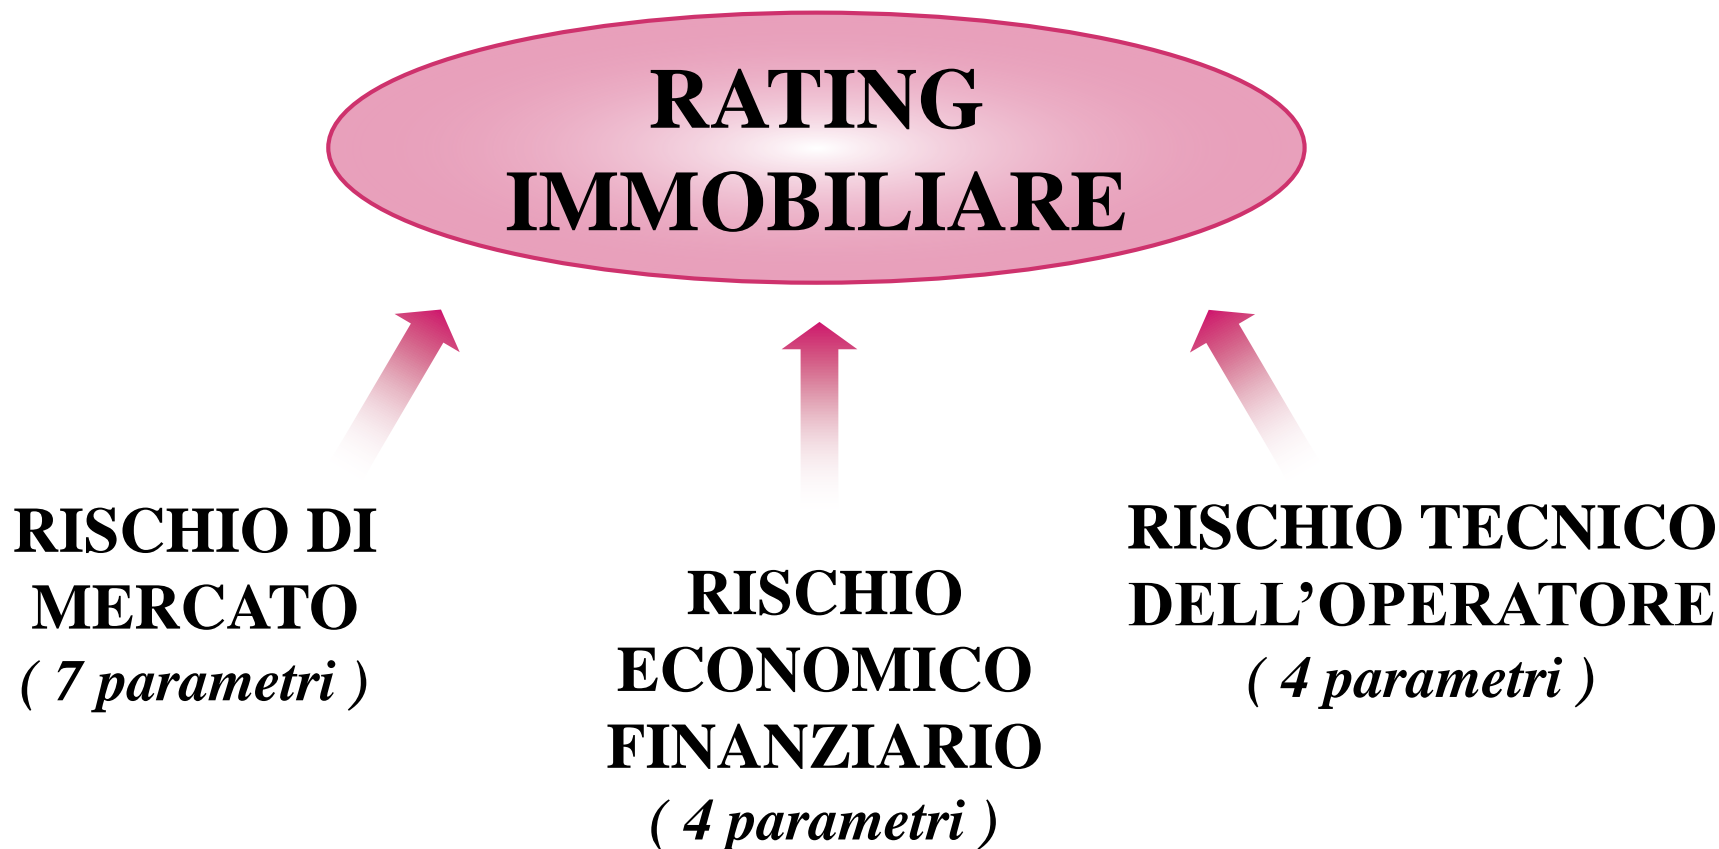 RATING
IMMOBILIARE
RISCHIO DI
MERCATO
( 7 parametri )
RISCHIO
ECONOMICO
FINANZIARIO
( 4 parametri )
RISCHIO TECNICO
DELL’OPERATORE
( 4 parametri )